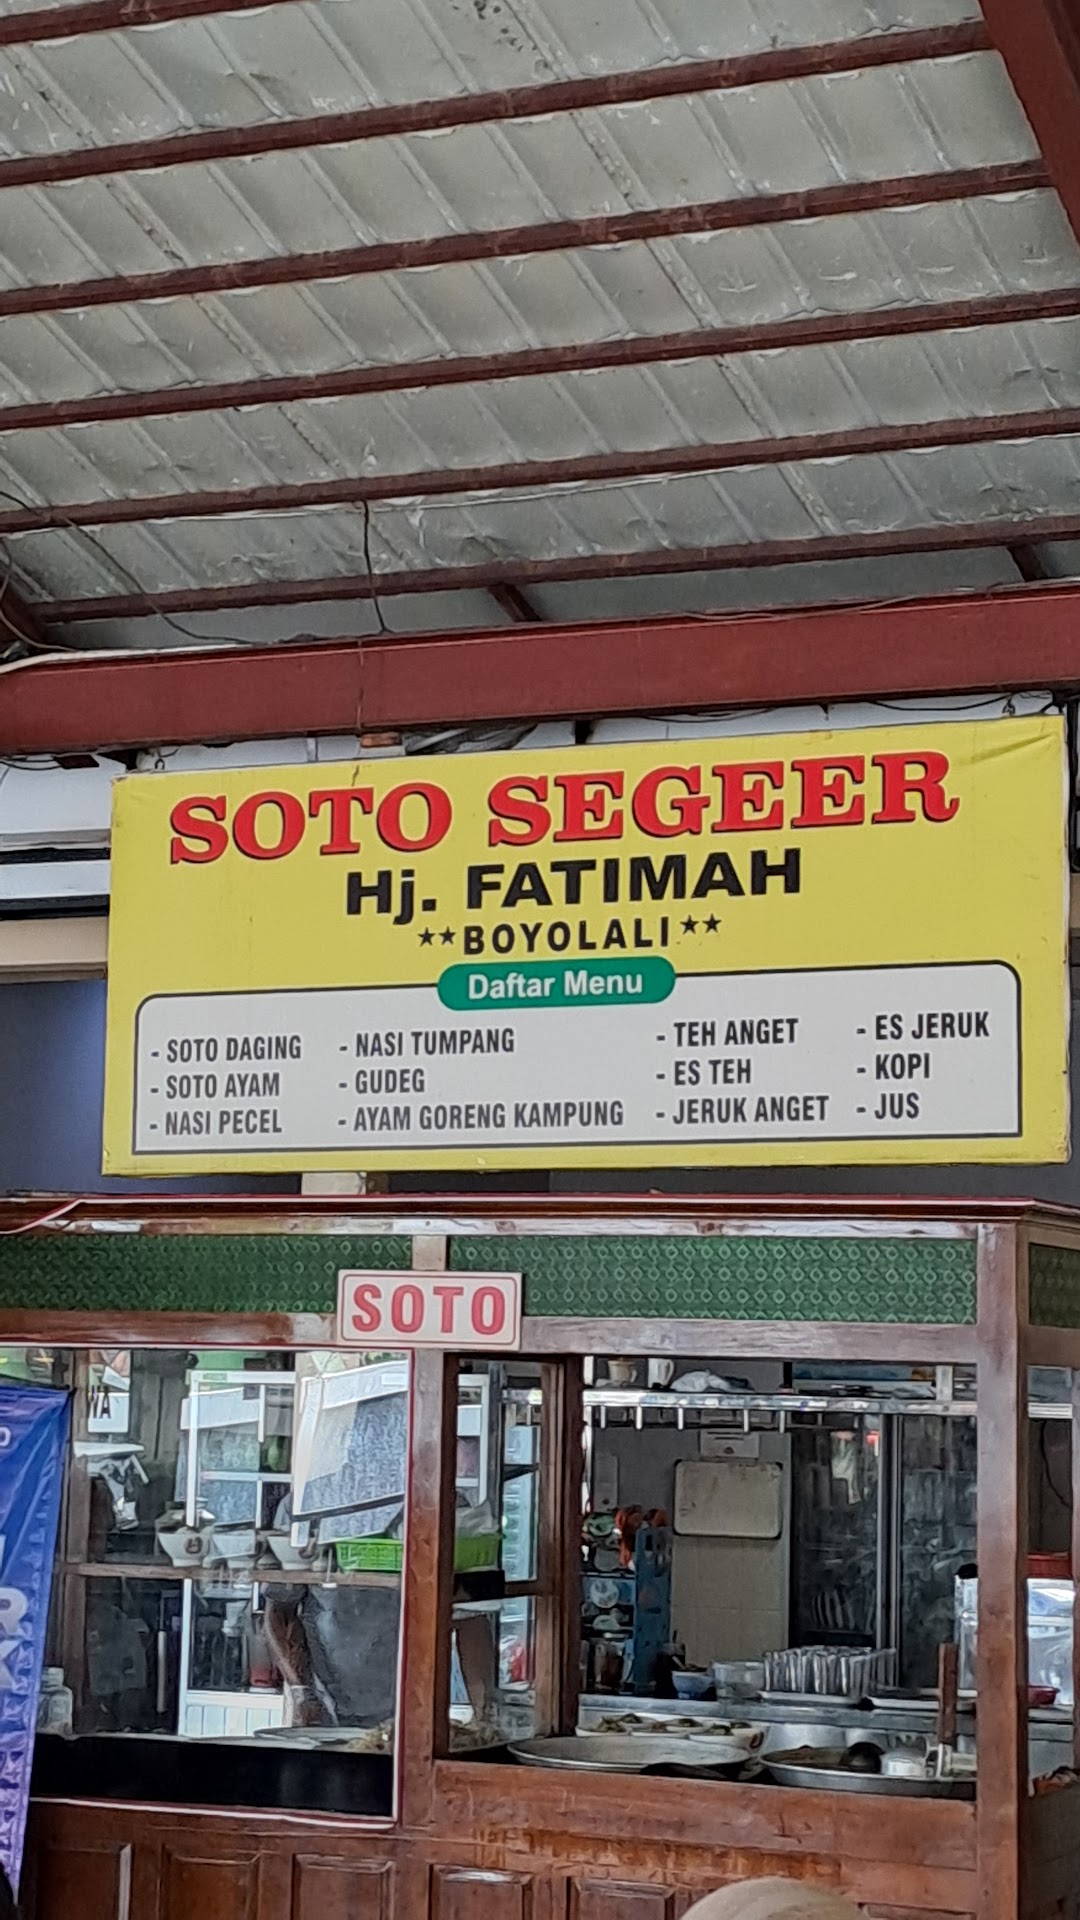 SOTO SEGEER
Hj. FATIMAH
**BOYOLALI**
Daftar Menu
- SOTO DAGING
- SOTO AYAM
- NASI PECEL
- NASI TUMPANG
- GUDEG
- AYAM GORENG KAMPUNG
- TEH ANGET
- ES TEH
- JERUK ANGET
- ES JERUK
- KOPI
- JUS
SOTO